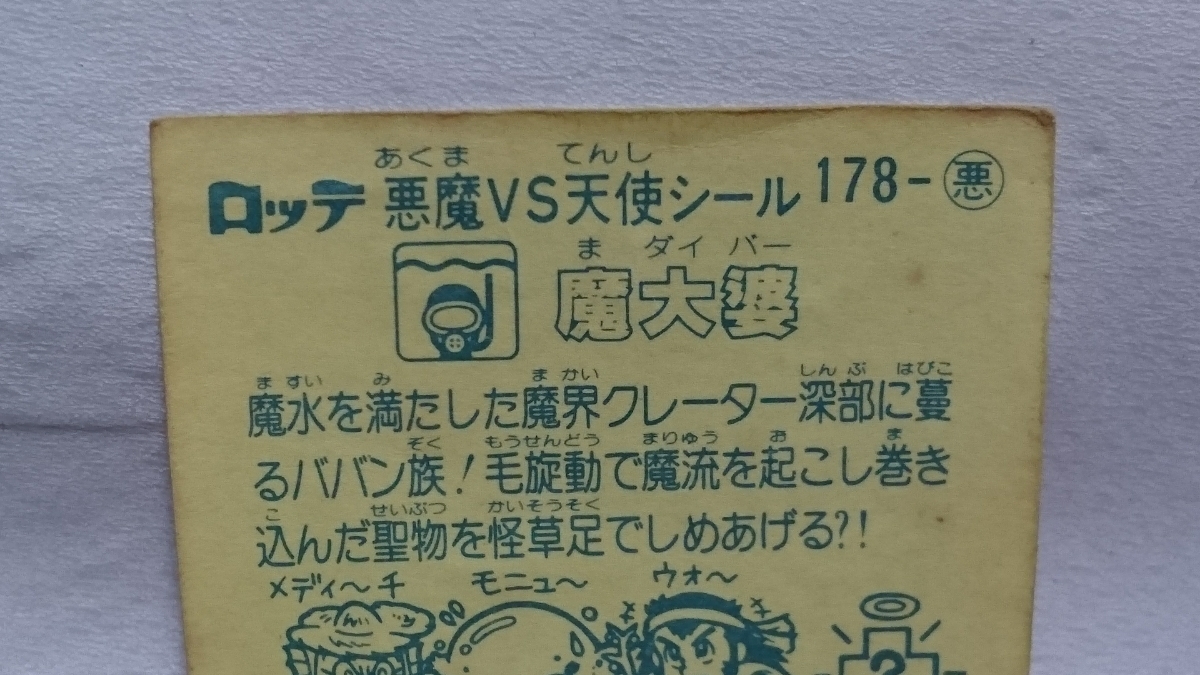 あくま てんし
ロッテ 悪魔VS天使シール 178-悪
ま ダイ バー
魔大婆
ま すい み ま かい しん ぶ はびこ
魔水を満たした魔界クレーター深部に蔓
ぞく もうせんどう まりゅう お ま
るババン族!毛旋動で魔流を起こし巻き
こ せいぶつ かいそうそく
込んだ聖物を怪草足でしめあげる?!
メディ〜チ モニュ〜 ウォ〜
?